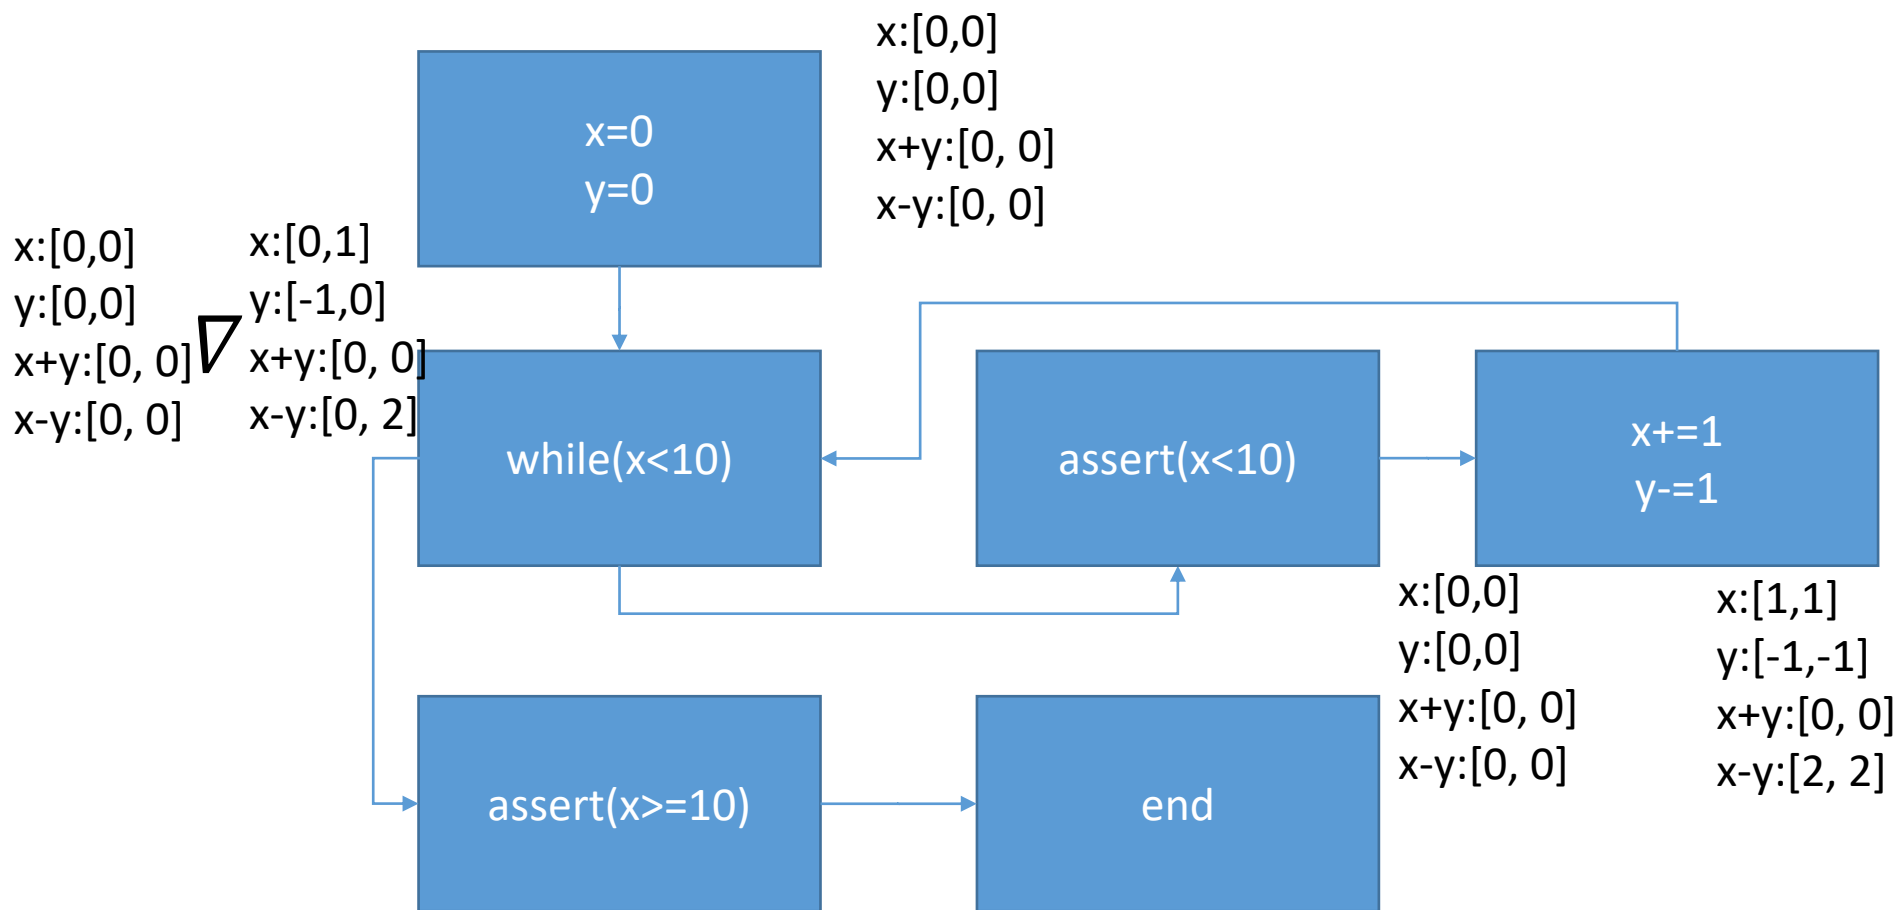 x=0
y=0
x:[0,0]
y:[0,0]
x+y:[0, 0]
x-y:[0, 0]
x:[0,0]
y:[0,0]
x+y:[0, 0]
x-y:[0, 0]
∇
x:[0,1]
y:[-1,0]
x+y:[0, 0]
x-y:[0, 2]
while(x<10)
assert(x<10)
x+=1
y-=1
x:[0,0]
y:[0,0]
x+y:[0, 0]
x-y:[0, 0]
x:[1,1]
y:[-1,-1]
x+y:[0, 0]
x-y:[2, 2]
assert(x>=10)
end